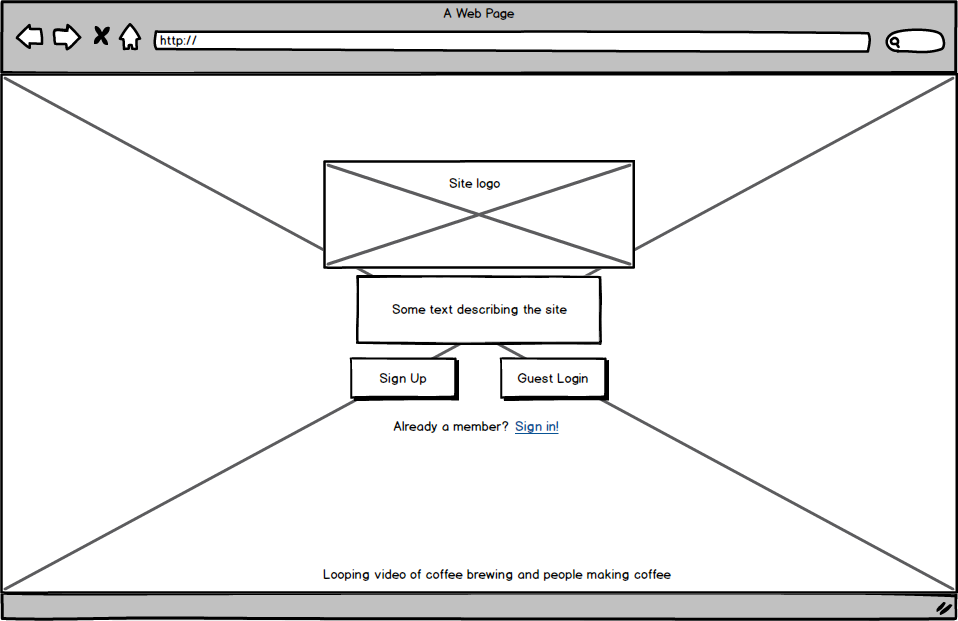 A Web Page
http://
Site logo
Some text describing the site
Sign Up
Guest Login
Already a member? Sign in!
Looping video of coffee brewing and people making coffee